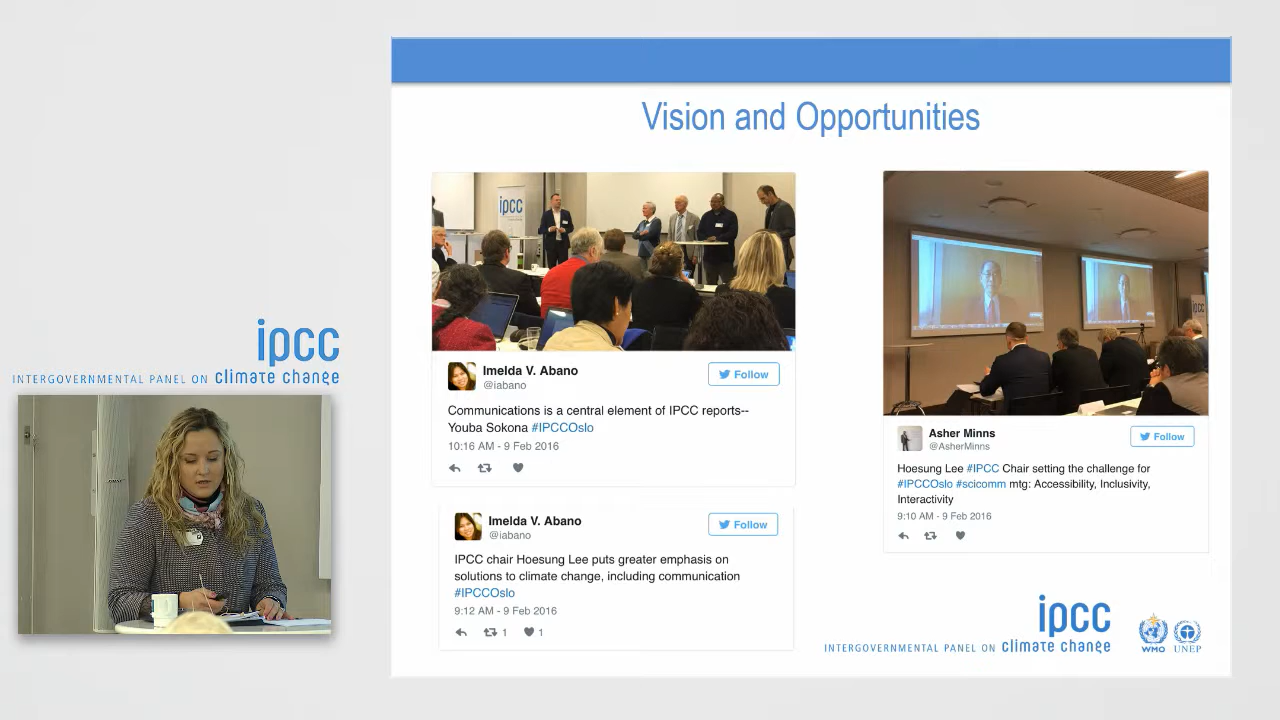 Vision and Opportunities
ipcc
Imelda V. Abano
@iabano
Follow
Communications is a central element of IPCC reports--
Youba Sokona #IPCCOslo
10:16 AM - 9 Feb 2016
Imelda V. Abano
@iabano
Follow
IPCC chair Hoesung Lee puts greater emphasis on
solutions to climate change, including communication
#IPCCOslo
9:12 AM - 9 Feb 2016
1
1
Asher Minns
@AsherMinns
Follow
Hoesung Lee #IPCC Chair setting the challenge for
#IPCCOslo #scicomm mtg: Accessibility, Inclusivity,
Interactivity
9:10 AM - 9 Feb 2016
ipcc
INTERGOVERNMENTAL PANEL ON climate change
WMO
UNEP
ipcc
INTERGOVERNMENTAL PANEL ON climate change